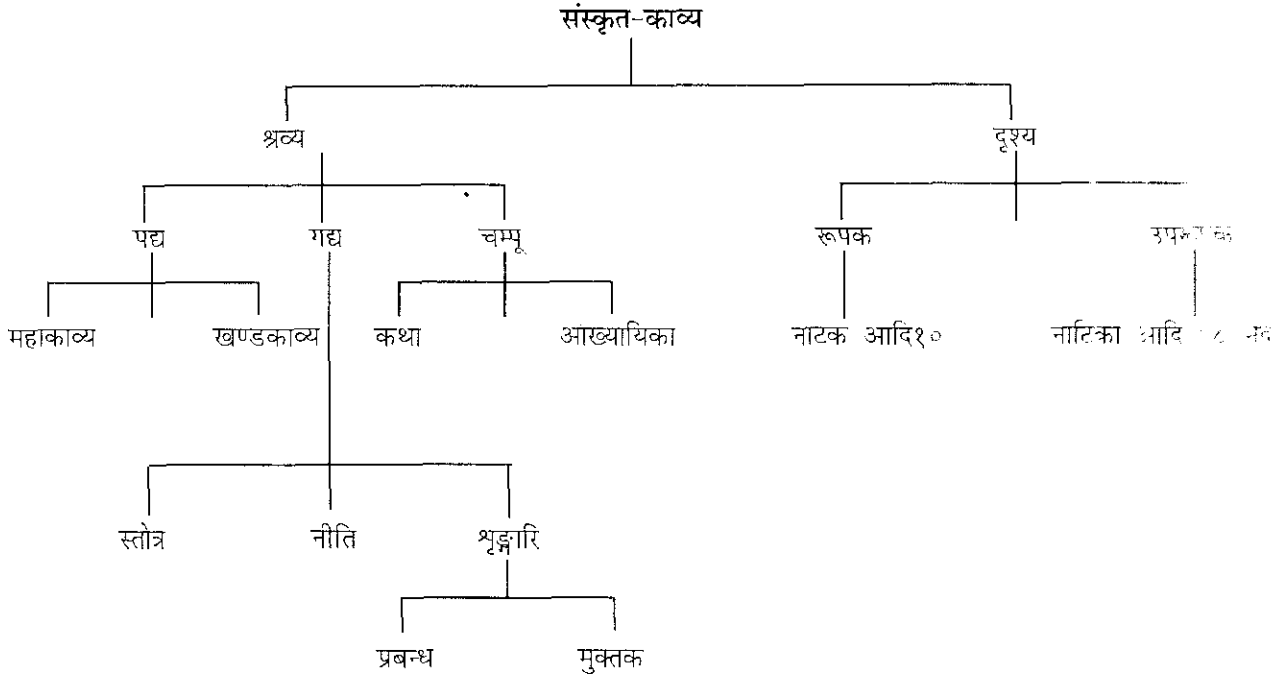 संस्कृत-काव्य
श्रव्य दृश्य
पद्य गद्य चम्पू रूपक
महाकाव्य खण्डकाव्य कथा आख्यायिका नाटक आदि१० नाटिका आदि
स्तोत्र नीति शृङ्गारि
प्रबन्ध मुक्तक